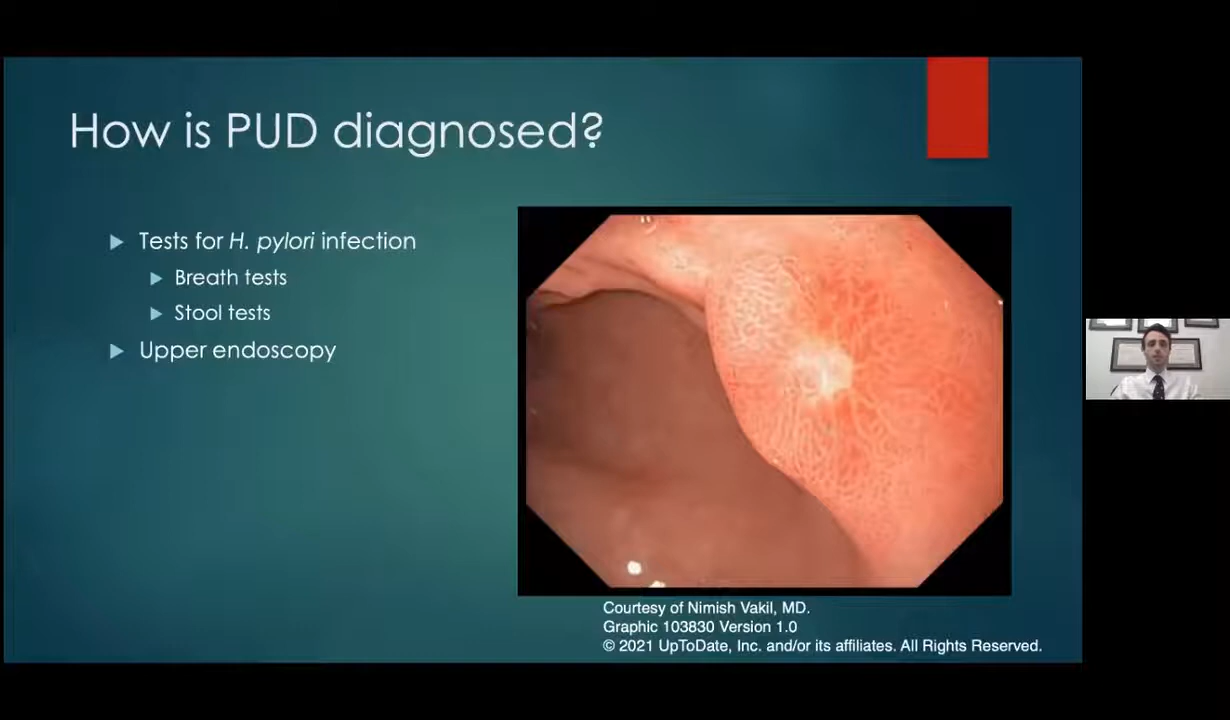 How is PUD diagnosed?
Tests for H. pylori infection
Breath tests
Stool tests
Upper endoscopy
Courtesy of Nimish Vakil, MD.
Graphic 103830 Version 1.0
© 2021 UpToDate, Inc. and/or its affiliates. All Rights Reserved.